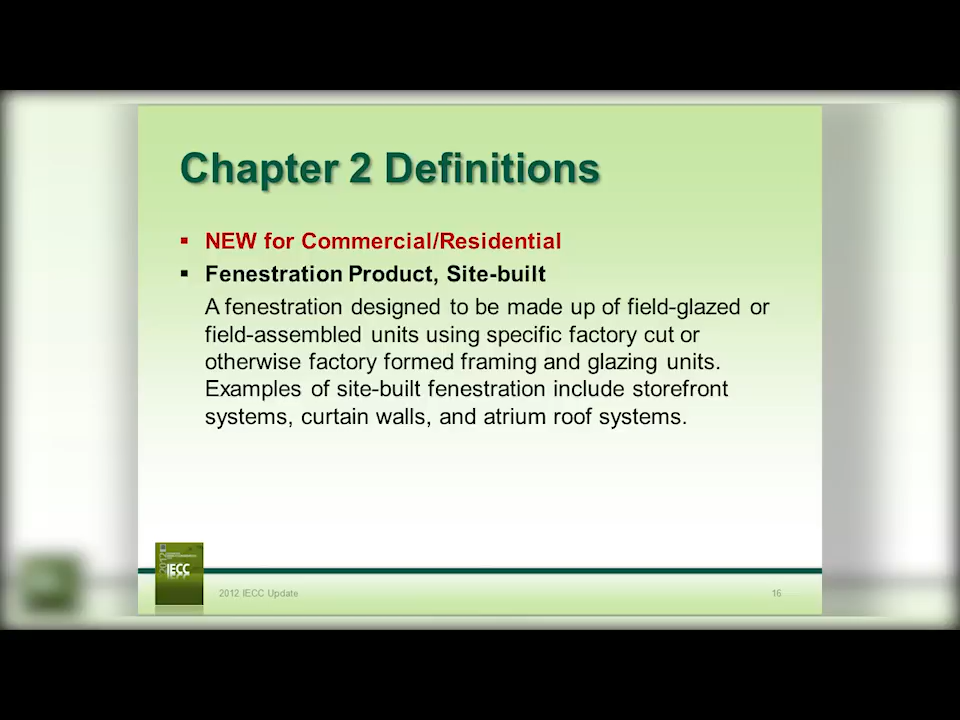 Chapter 2 Definitions
▪ NEW for Commercial/Residential
▪ Fenestration Product, Site-built
A fenestration designed to be made up of field-glazed or
field-assembled units using specific factory cut or
otherwise factory formed framing and glazing units.
Examples of site-built fenestration include storefront
systems, curtain walls, and atrium roof systems.
2012
IECC
2012 IECC Update
16